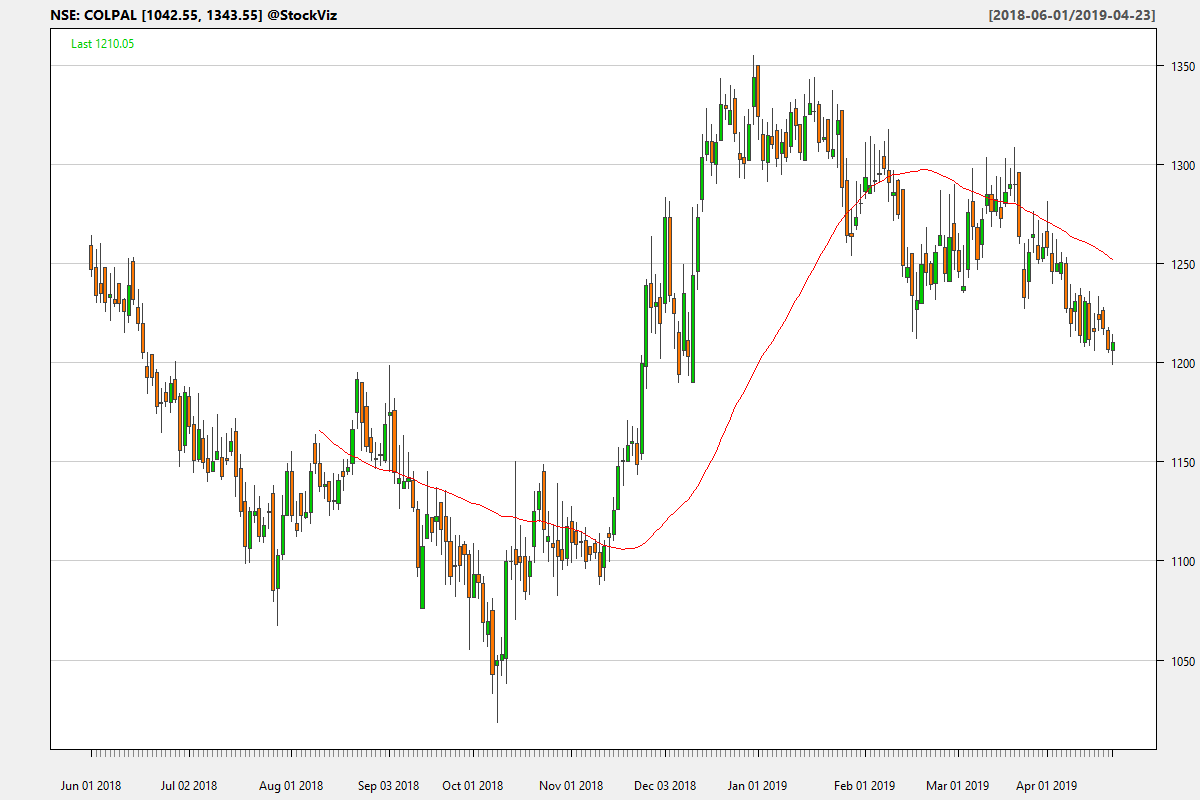 NSE: COLPAL [1042.55, 1343.55] @StockViz
[2018-06-01/2019-04-23]
Last 1210.05
1350
1300
1250
1200
1150
1100
1050
Jun 01 2018 Jul 02 2018 Aug 01 2018 Sep 03 2018 Oct 01 2018 Nov 01 2018 Dec 03 2018 Jan 01 2019 Feb 01 2019 Mar 01 2019 Apr 01 2019